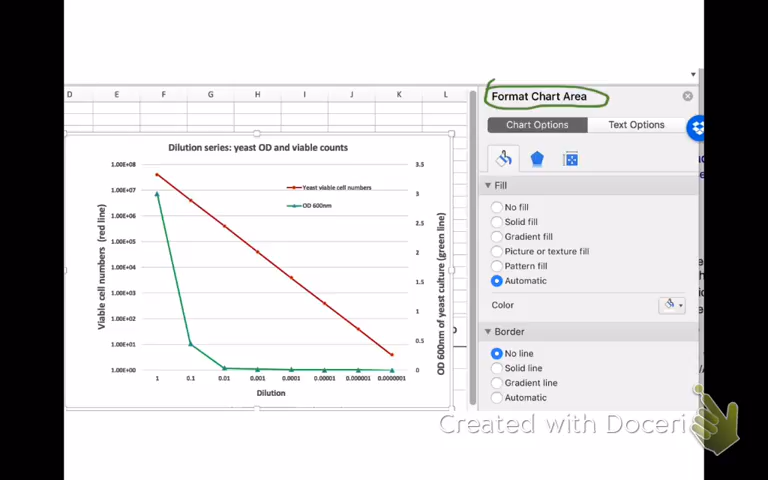 D E F G H I J K L
Format Chart Area
Chart Options Text Options
Dilution series: yeast OD and viable counts
1.00E+08
1.00E+07
1.00E+06
1.00E+05
1.00E+04
1.00E+03
1.00E+02
1.00E+01
1.00E+00
Viable cell numbers (red line)
Yeast viable cell numbers
OD 600nm
3.5
3
2.5
2
1.5
1
0.5
0
OD 600nm of yeast culture (green line)
1 0.1 0.01 0.001 0.0001 0.00001 0.000001 0.0000001
Dilution
Fill
No fill
Solid fill
Gradient fill
Picture or texture fill
Pattern fill
Automatic
Color
Border
No line
Solid line
Gradient line
Automatic
Created with Doceri